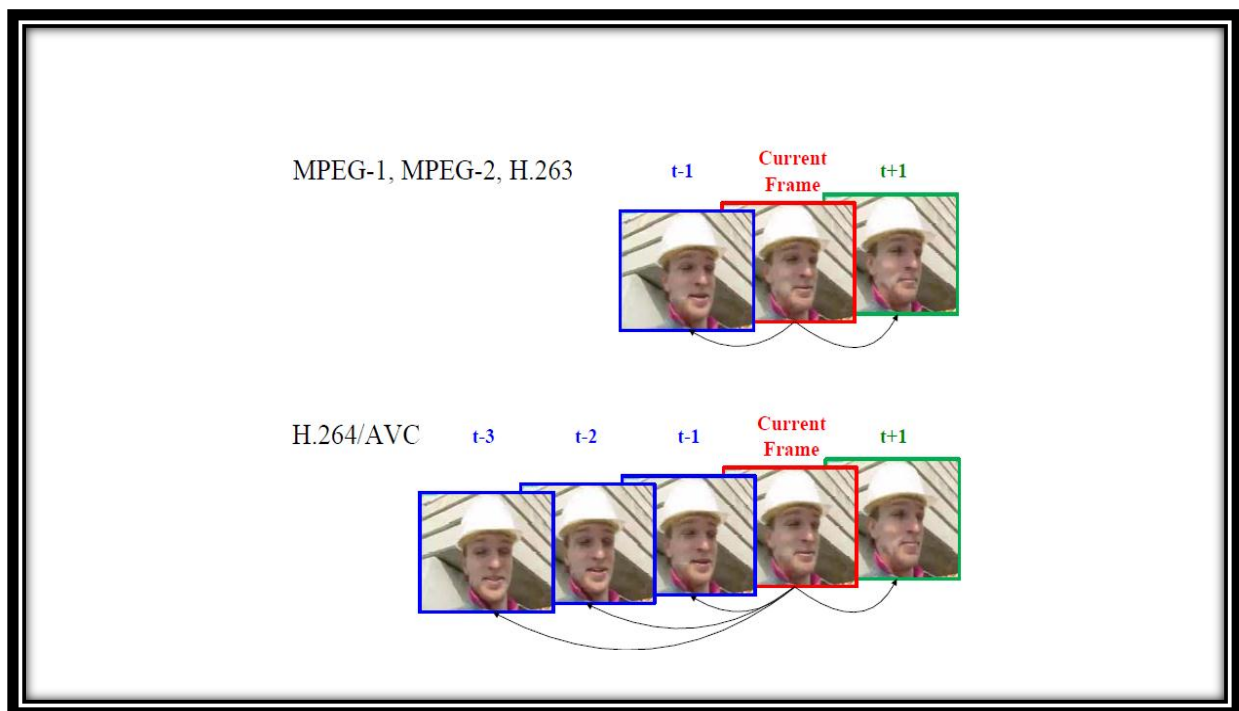 MPEG-1, MPEG-2, H.263
t-1
Current
Frame
t+1
H.264/AVC
t-3
t-2
t-1
Current
Frame
t+1